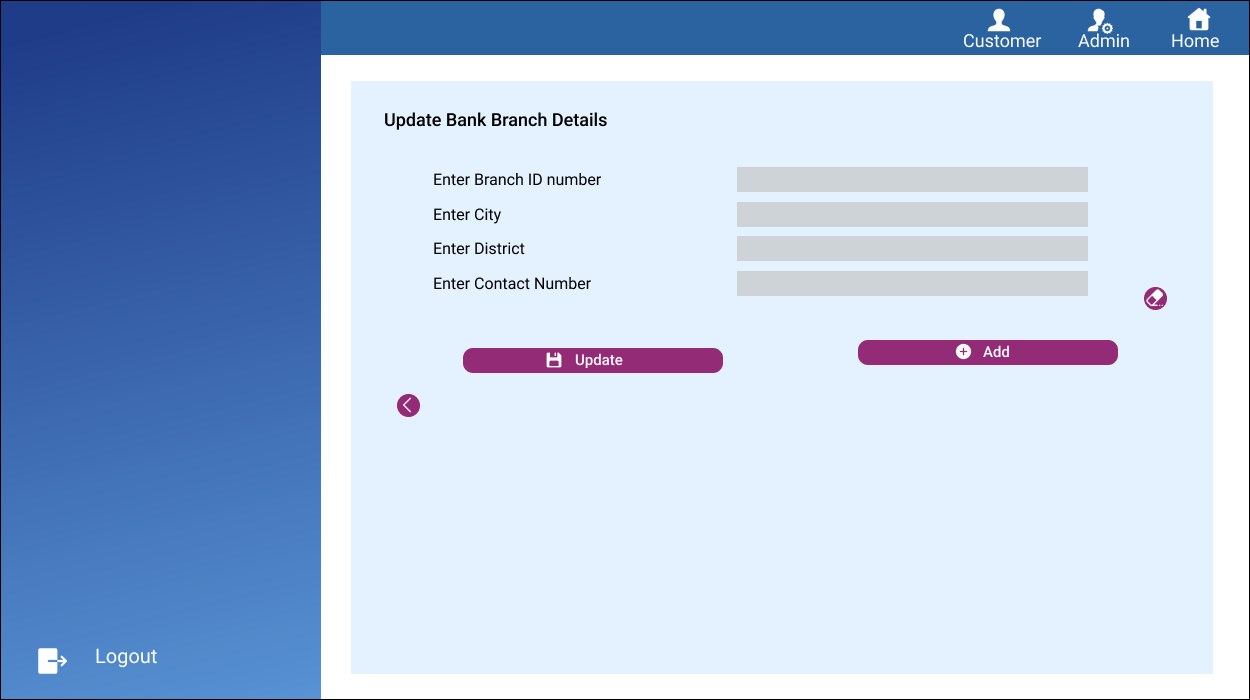 Customer
Admin
Home
Update Bank Branch Details
Enter Branch ID number
Enter City
Enter District
Enter Contact Number
Update
Add
Logout